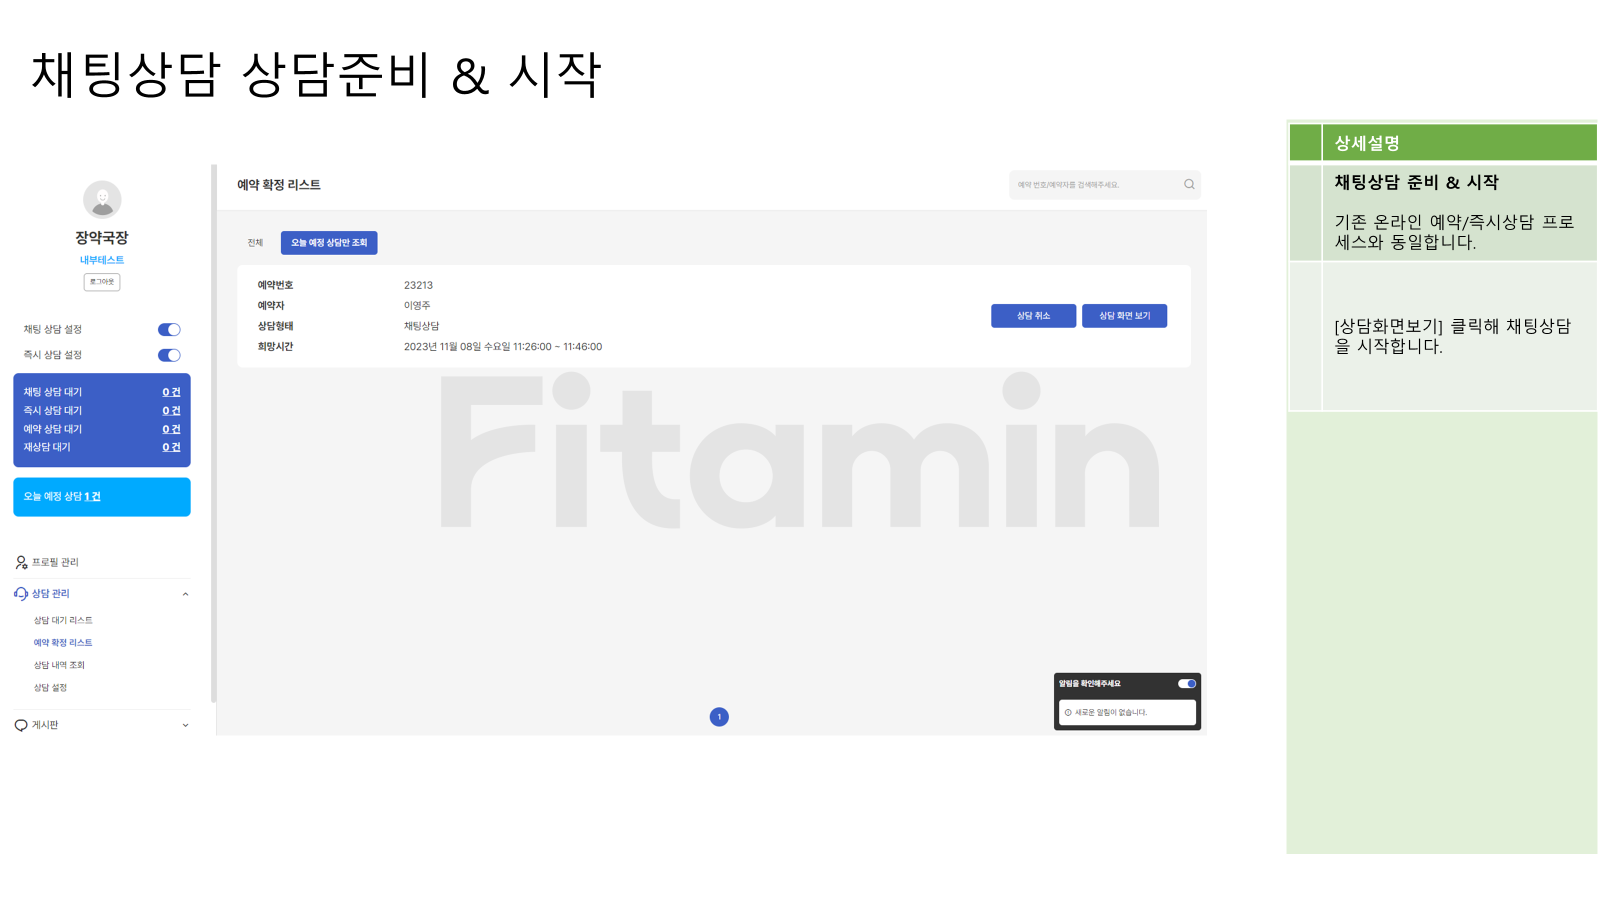 채팅상담 상담준비 & 시작
장약국장
내부테스트
로그아웃
채팅 상담 설정
즉시 상담 설정
채팅 상담 대기 0 건
즉시 상담 대기 0 건
예약 상담 대기 0 건
재상담 대기 0 건
오늘 예정 상담 1 건
프로필 관리
상담 관리
상담 대기 리스트
예약 확정 리스트
상담 내역 조회
상담 설정
게시판
예약 확정 리스트
예약 번호/예약자를 검색해주세요.
전체 오늘 예정 상담만 조회
예약번호 23213
예약자 이영주
상담형태 채팅상담
희망시간 2023년 11월 08일 수요일 11:26:00 ~ 11:46:00
상담 취소 상담 화면 보기
Fitamin
1
알림을 확인해주세요
새로운 알림이 없습니다.
상세설명
채팅상담 준비 & 시작
기존 온라인 예약/즉시상담 프로
세스와 동일합니다.
[상담화면보기] 클릭해 채팅상담
을 시작합니다.